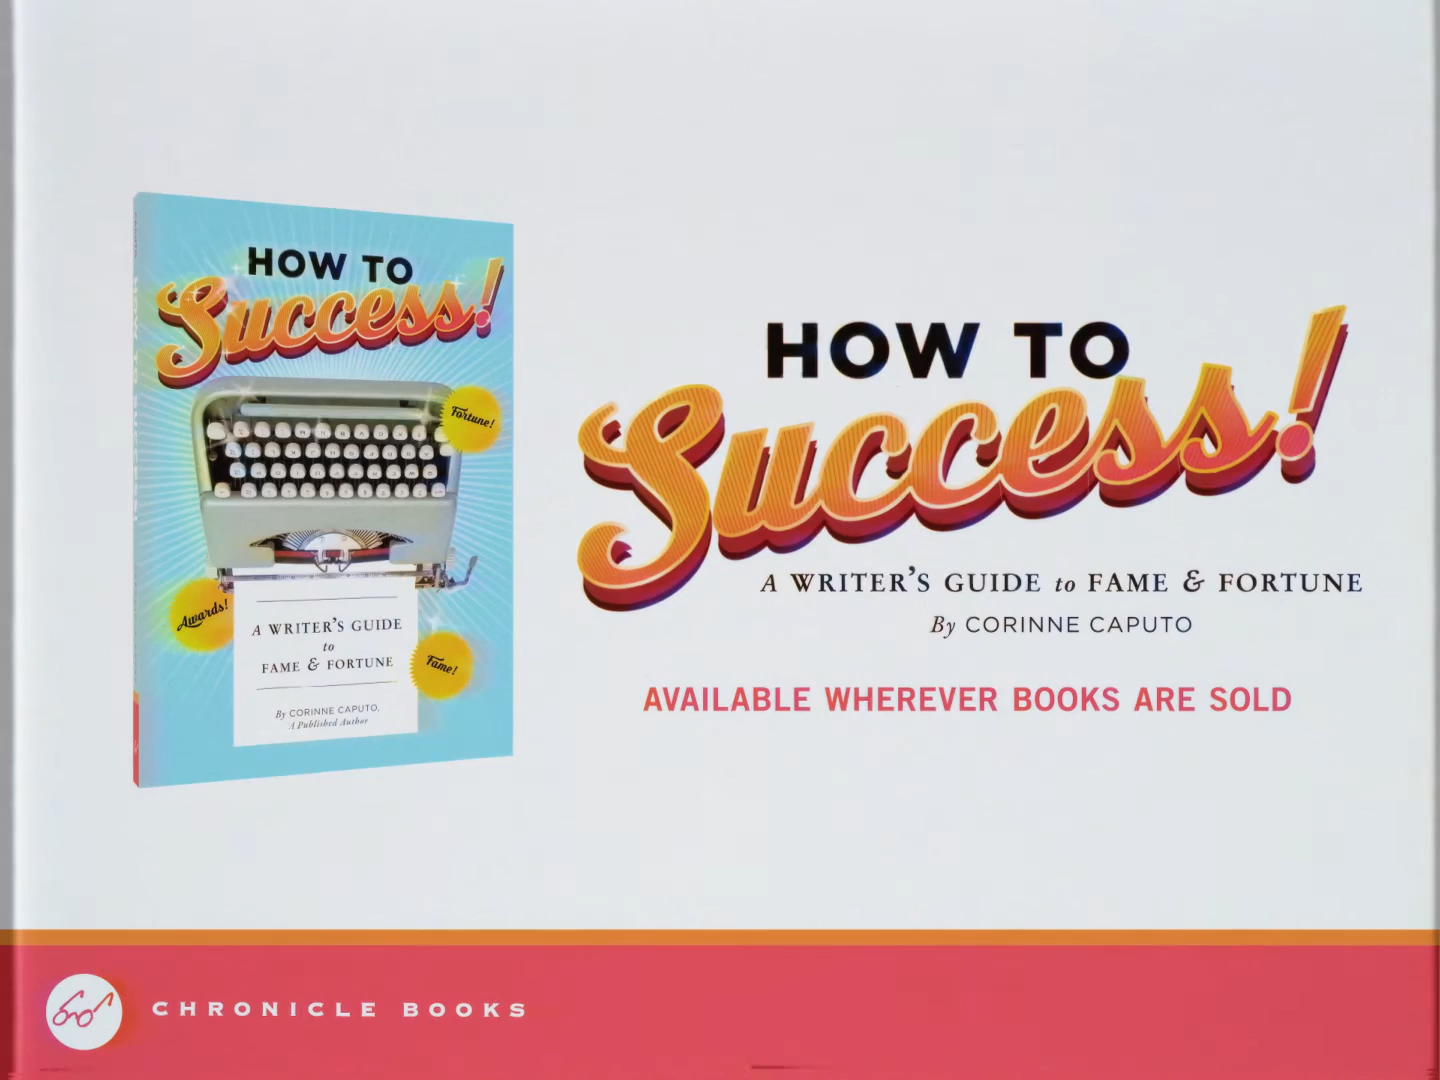 HOW TO
Success!
Fortune!
Awards!
A WRITER'S GUIDE
to
FAME & FORTUNE
Fame!
By CORINNE CAPUTO,
A Published Author
HOW TO
Success!
A WRITER'S GUIDE to FAME & FORTUNE
By CORINNE CAPUTO
AVAILABLE WHEREVER BOOKS ARE SOLD
CHRONICLE BOOKS